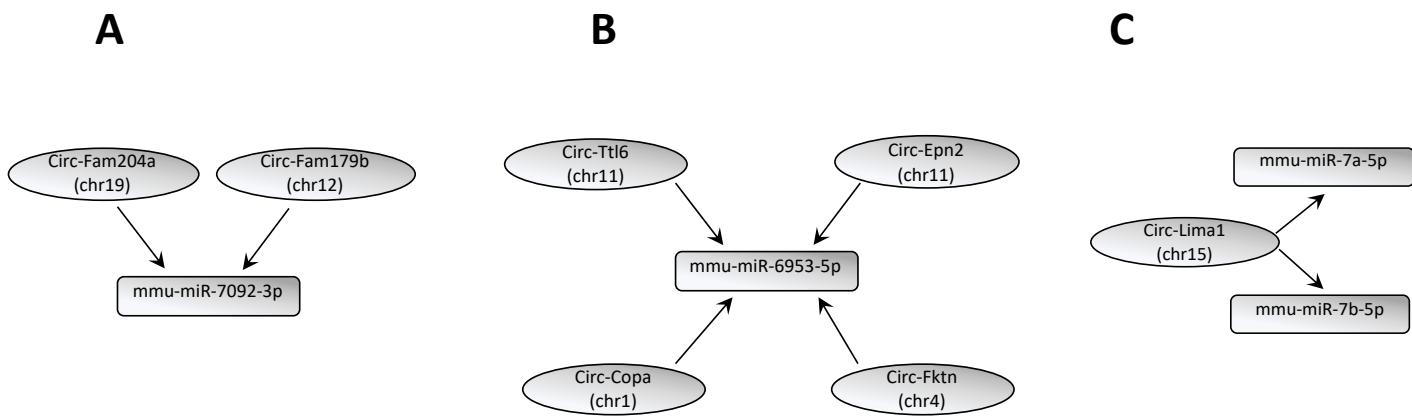 A
B
C
Circ-Fam204a
(chr19)
Circ-Fam179b
(chr12)
mmu-miR-7092-3p
Circ-Ttl6
(chr11)
Circ-Epn2
(chr11)
mmu-miR-6953-5p
Circ-Copa
(chr1)
Circ-Fktn
(chr4)
mmu-miR-7a-5p
Circ-Lima1
(chr15)
mmu-miR-7b-5p